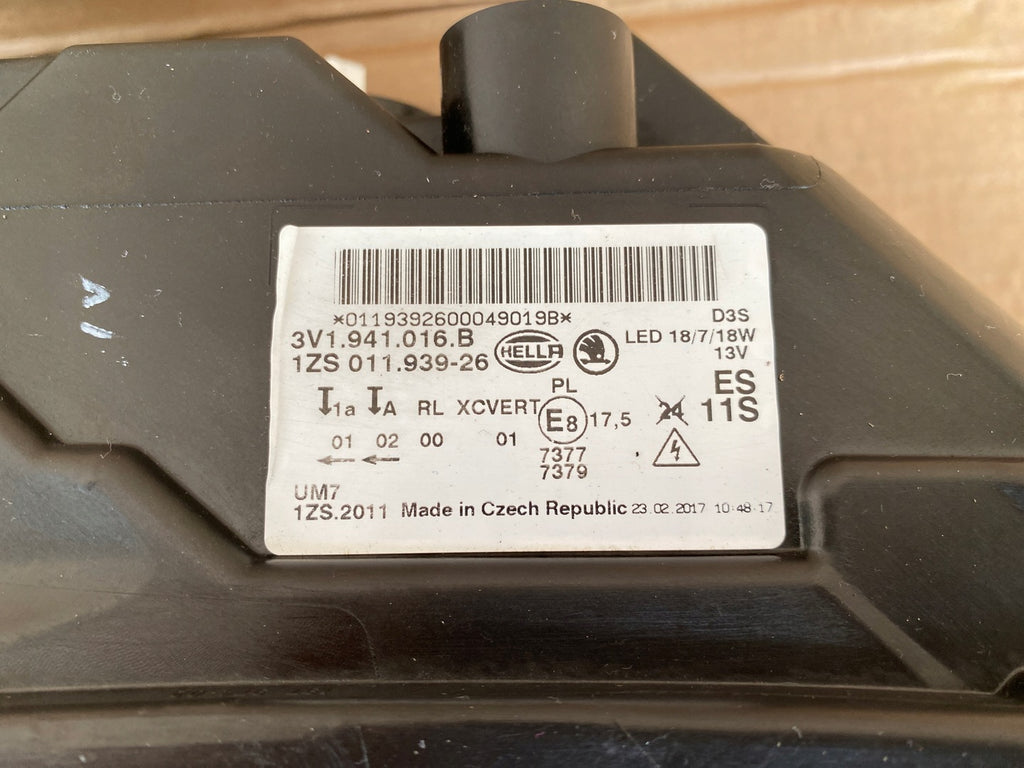 *0119392600049019B*
D3S
3V1.941.016.B
LED 18/7/18W
HELLA
13V
1ZS 011.939-26
PL
ES
1a A RL XCVERT E8 17,5 24 11S
01 02 00 01
7377
7379
UM7
1ZS.2011 Made in Czech Republic 23.02.2017 10:48:17
IV